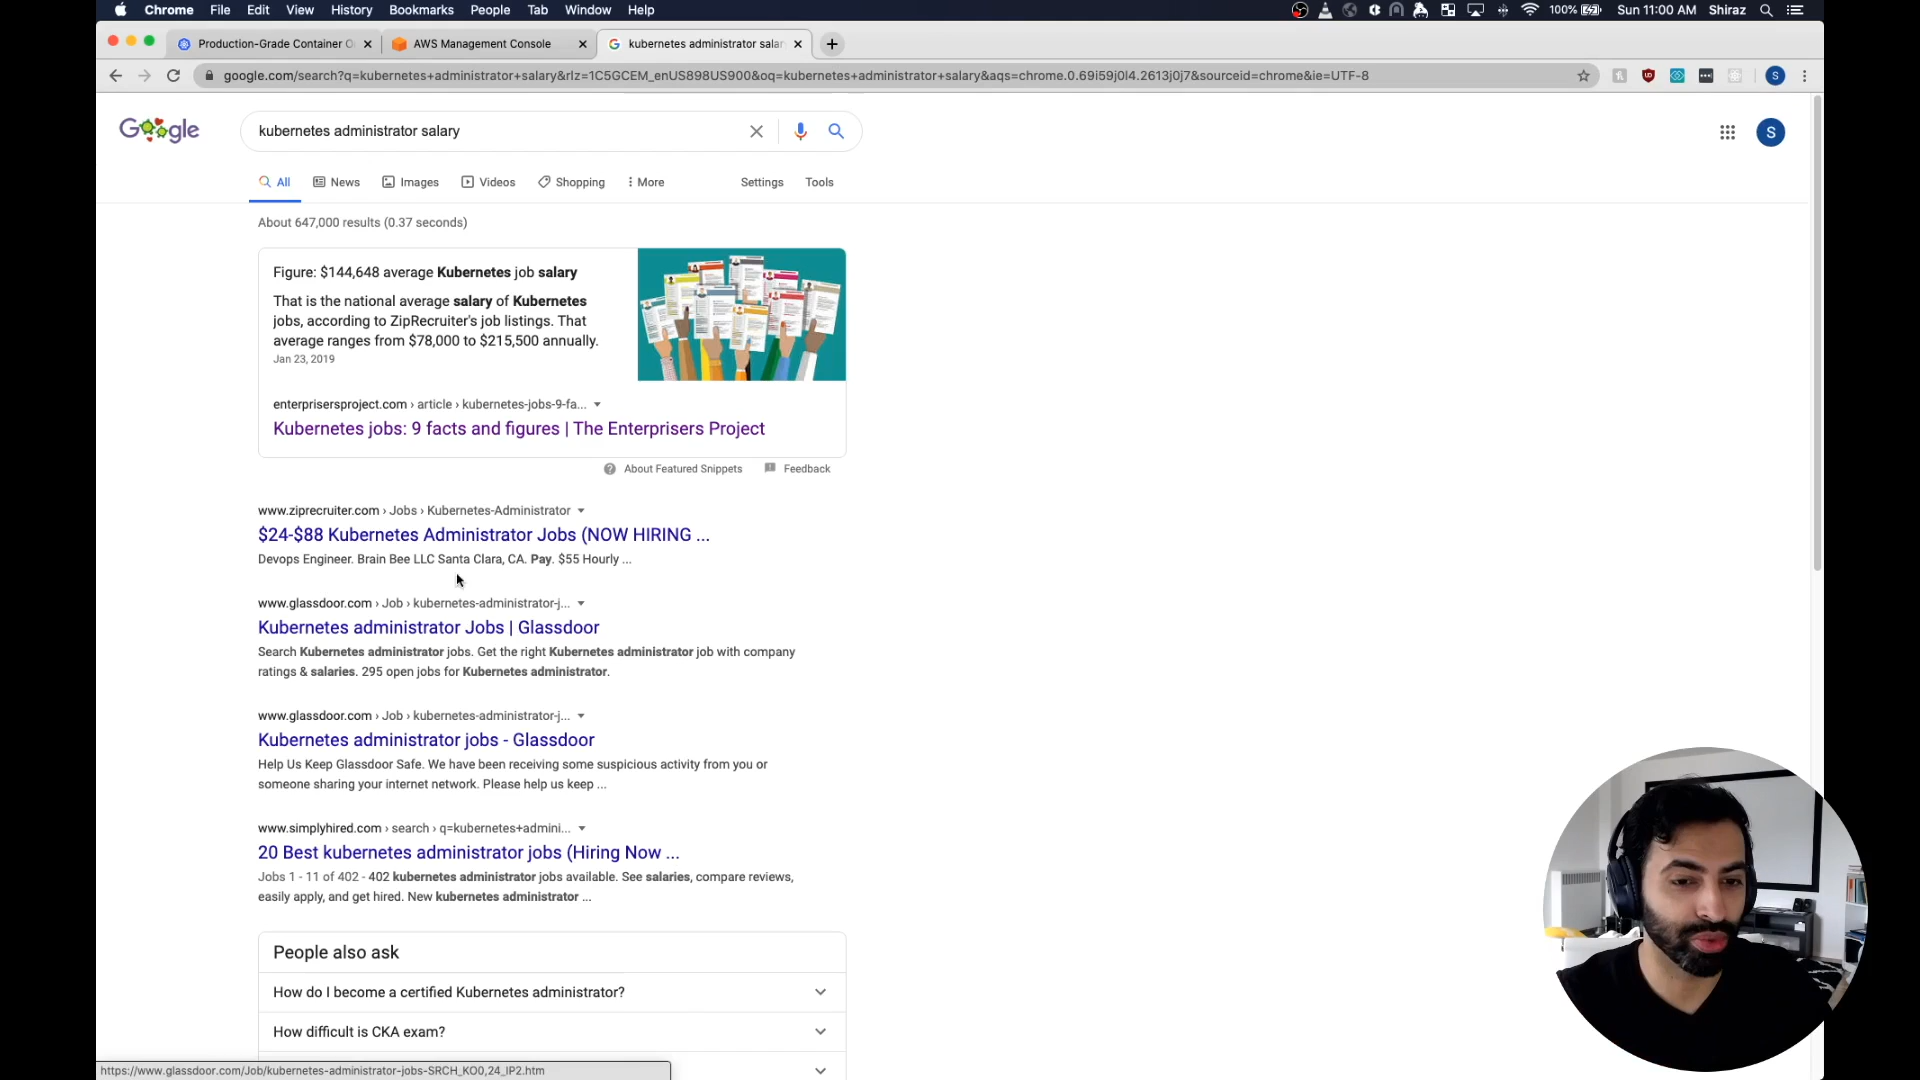 Chrome File Edit View History Bookmarks People Tab Window Help 100% Sun 11:00 AM Shiraz
Production-Grade Container O AWS Management Console kubernetes administrator salar
google.com/search?q=kubernetes+administrator+salary&rlz=1C5GCEM_enUS898US900&oq=kubernetes+administrator+salary&aqs=chrome.0.69i59j0l4.2613j0j7&sourceid=chrome&ie=UTF-8 S
Google kubernetes administrator salary S
All News Images Videos Shopping More Settings Tools
About 647,000 results (0.37 seconds)
Figure: $144,648 average Kubernetes job salary
That is the national average salary of Kubernetes
jobs, according to ZipRecruiter's job listings. That
average ranges from $78,000 to $215,500 annually.
Jan 23, 2019
enterprisersproject.com › article › kubernetes-jobs-9-fa...
Kubernetes jobs: 9 facts and figures | The Enterprisers Project
About Featured Snippets Feedback
www.ziprecruiter.com › Jobs › Kubernetes-Administrator
$24-$88 Kubernetes Administrator Jobs (NOW HIRING ...
Devops Engineer. Brain Bee LLC Santa Clara, CA. Pay. $55 Hourly ...
www.glassdoor.com › Job › kubernetes-administrator-j...
Kubernetes administrator Jobs | Glassdoor
Search Kubernetes administrator jobs. Get the right Kubernetes administrator job with company
ratings & salaries. 295 open jobs for Kubernetes administrator.
www.glassdoor.com › Job › kubernetes-administrator-j...
Kubernetes administrator jobs - Glassdoor
Help Us Keep Glassdoor Safe. We have been receiving some suspicious activity from you or
someone sharing your internet network. Please help us keep ...
www.simplyhired.com › search › q=kubernetes+admini...
20 Best kubernetes administrator jobs (Hiring Now ...
Jobs 1 - 11 of 402 - 402 kubernetes administrator jobs available. See salaries, compare reviews,
easily apply, and get hired. New kubernetes administrator ...
People also ask
How do I become a certified Kubernetes administrator?
How difficult is CKA exam?
https://www.glassdoor.com/Job/kubernetes-administrator-jobs-SRCH_KO0,24_IP2.htm